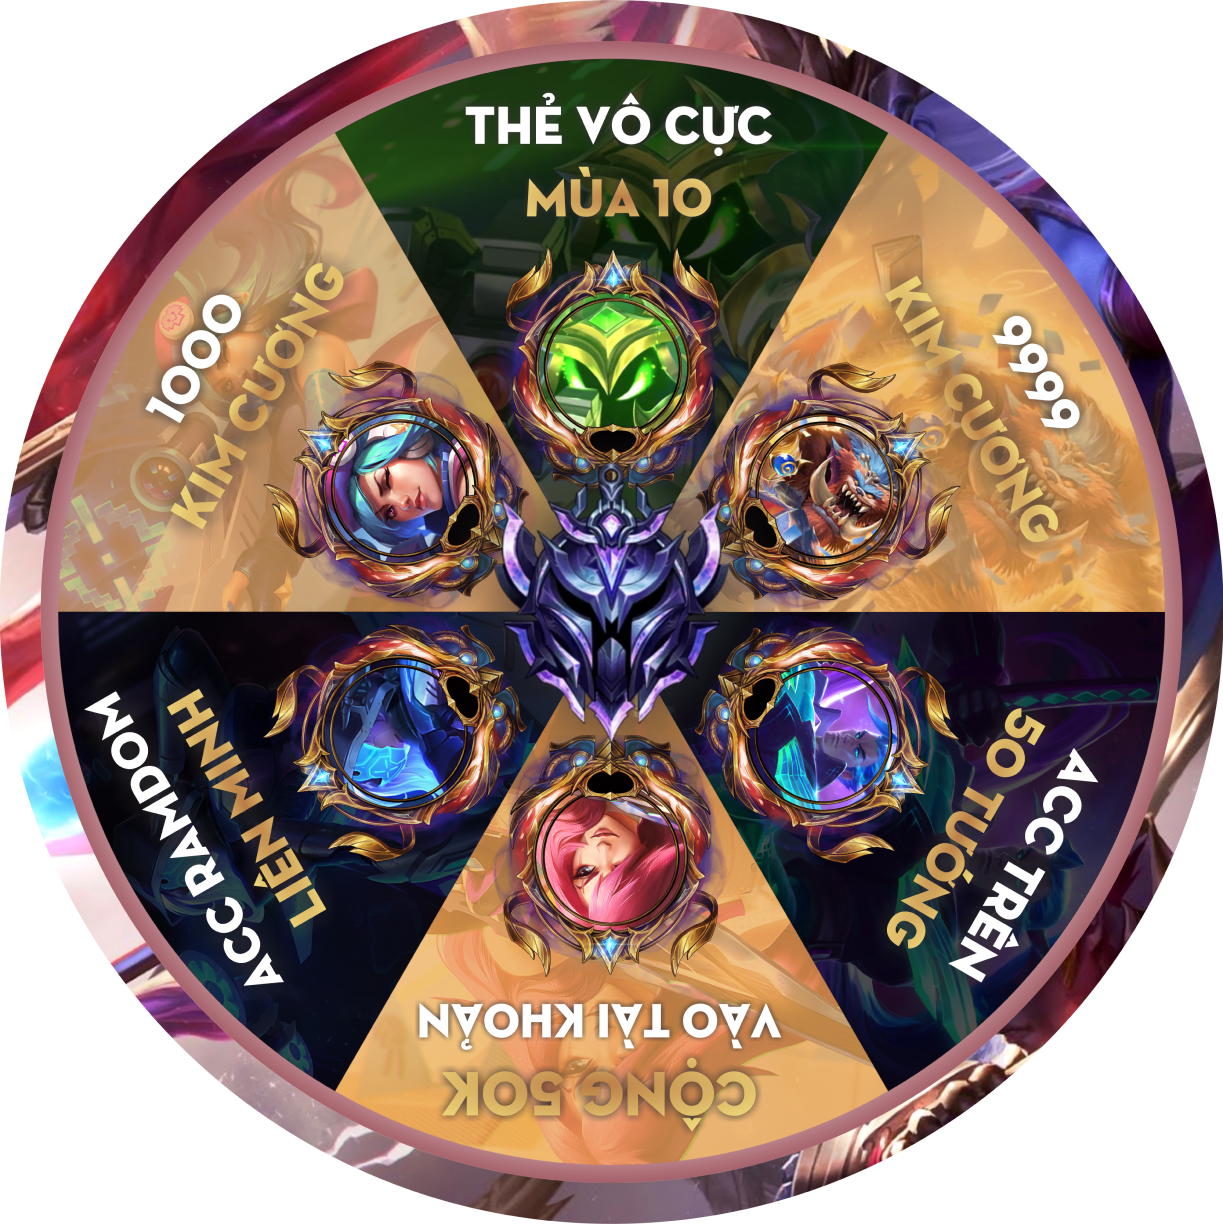 THẺ VÔ CỰC
MÙA 10
9999
KIM CƯƠNG
ACC TRÊN
50 TƯỚNG
CỘNG 50K
VÀO TÀI KHOẢN
ACC RAMDOM
LIÊN MINH
1000
KIM CƯƠNG